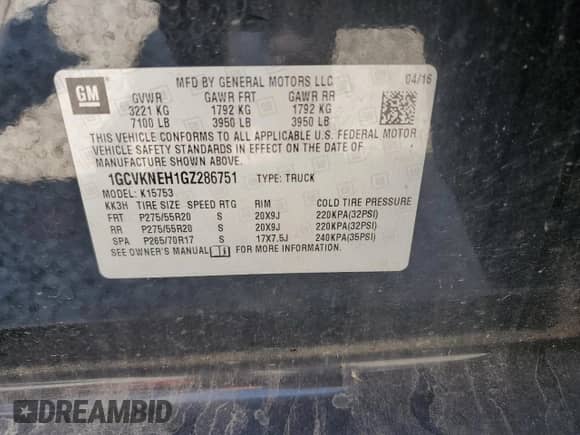 GM
MFD BY GENERAL MOTORS LLC 04/16
GVWR GAWR FRT GAWR RR
3221 KG 1792 KG 1792 KG
7100 LB 3950 LB 3950 LB
THIS VEHICLE CONFORMS TO ALL APPLICABLE U.S. FEDERAL MOTOR
VEHICLE SAFETY STANDARDS IN EFFECT ON THE DATE OF
MANUFACTURE SHOWN ABOVE.
1GCVKNEH1GZ286751 TYPE: TRUCK
MODEL: K15753
KK3H TIRE SIZE SPEED RTG RIM COLD TIRE PRESSURE
FRT P275/55R20 S 20X9J 220KPA(32PSI)
RR P275/55R20 S 20X9J 220KPA(32PSI)
SPA P265/70R17 S 17X7.5J 240KPA(35PSI)
SEE OWNER'S MANUAL FOR MORE INFORMATION.
DREAMBID